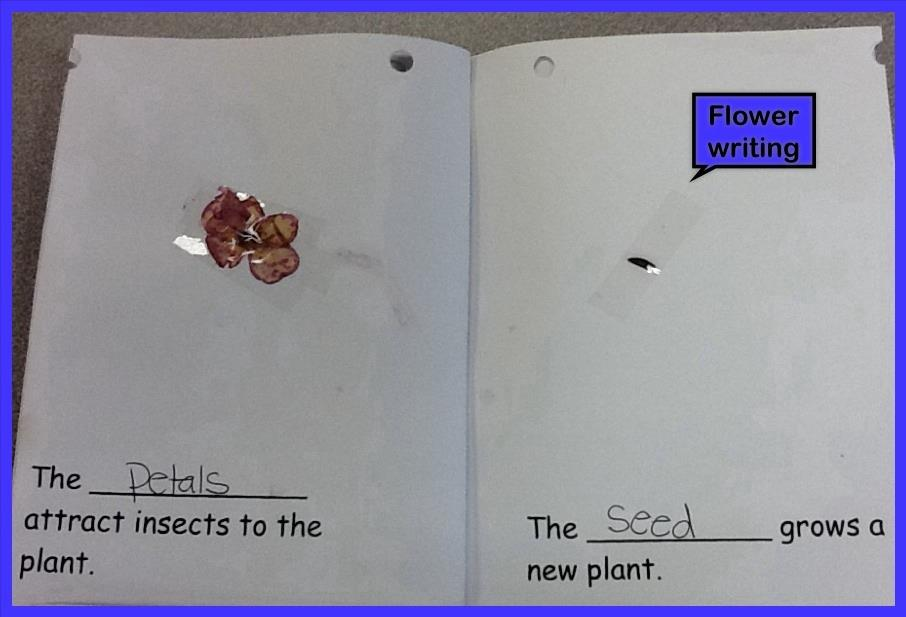 Flower
writing
The Petals
attract insects to the
plant.
The seed grows a
new plant.